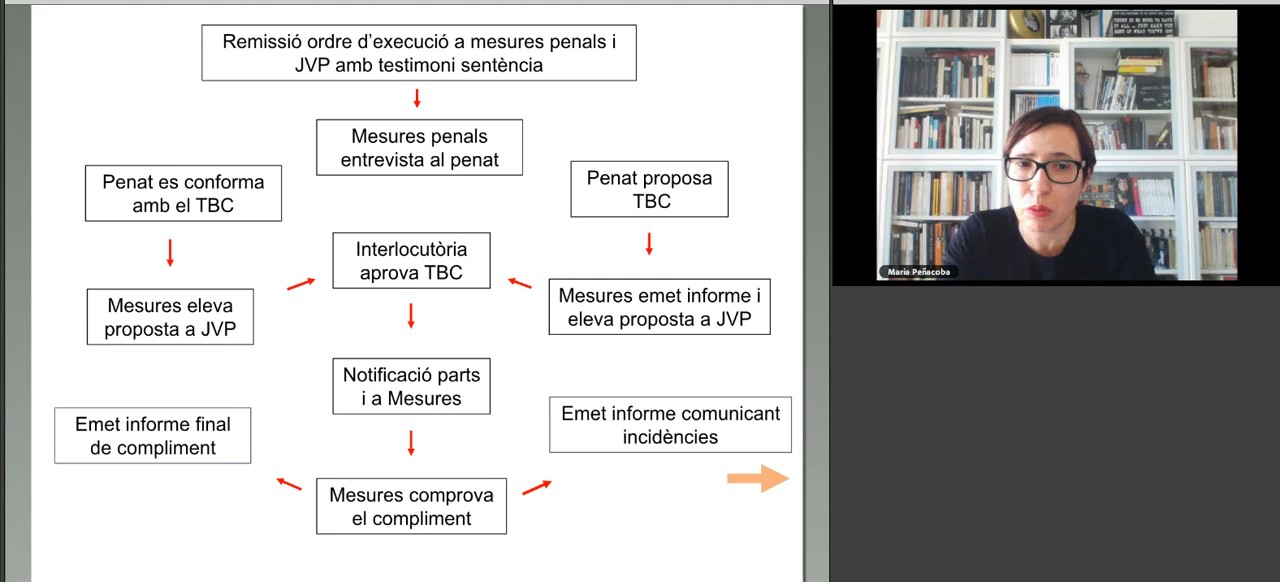 Remissió ordre d'execució a mesures penals i
JVP amb testimoni sentència
Mesures penals
entrevista al penat
Penat es conforma
amb el TBC
Penat proposa
TBC
Interlocutòria
aprova TBC
Mesures eleva
proposta a JVP
Mesures emet informe i
eleva proposta a JVP
Notificació parts
i a Mesures
Emet informe final
de compliment
Emet informe comunicant
incidències
Mesures comprova
el compliment
Maria Peñacoba